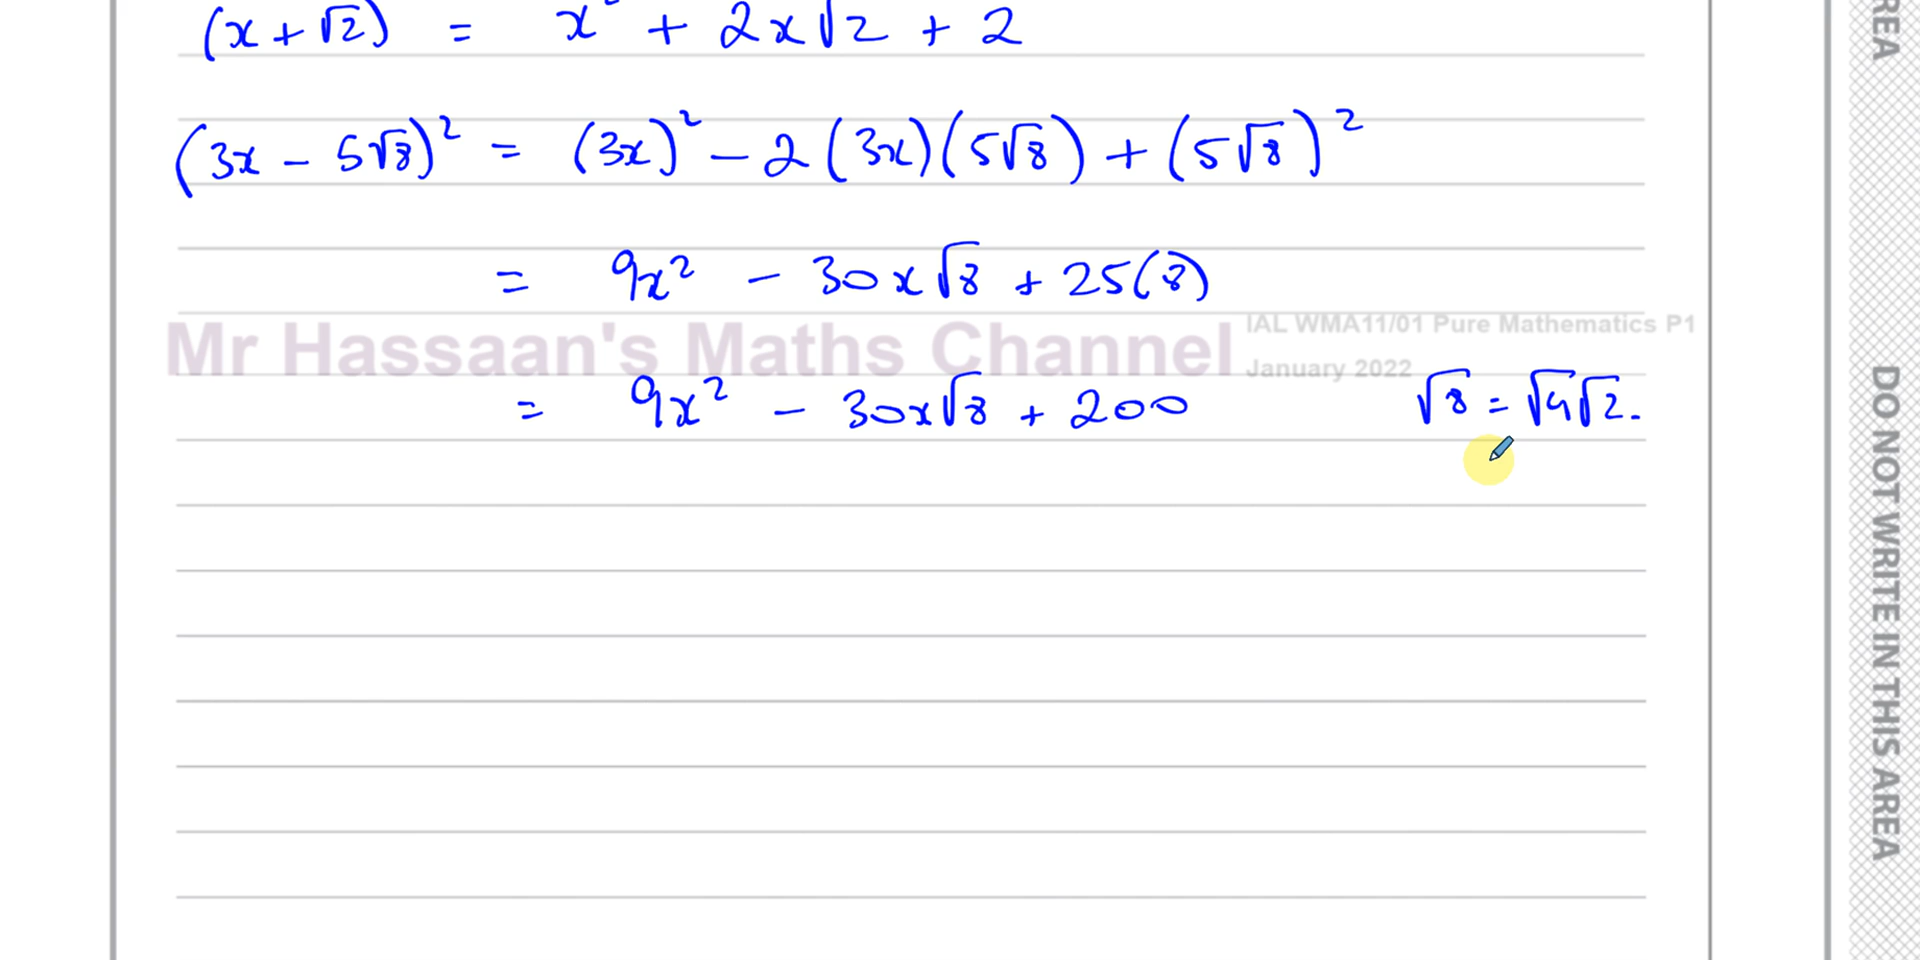 (x + √2) = x² + 2x√2 + 2
(3x - 5√8)² = (3x)² - 2(3x)(5√8) + (5√8)²
= 9x² - 30x√8 + 25(8)
Mr Hassaan's Maths Channel
IAL WMA11/01 Pure Mathematics P1
January 2022
= 9x² - 30x√8 + 200
√8 = √4√2.
REA
DO NOT WRITE IN THIS AREA